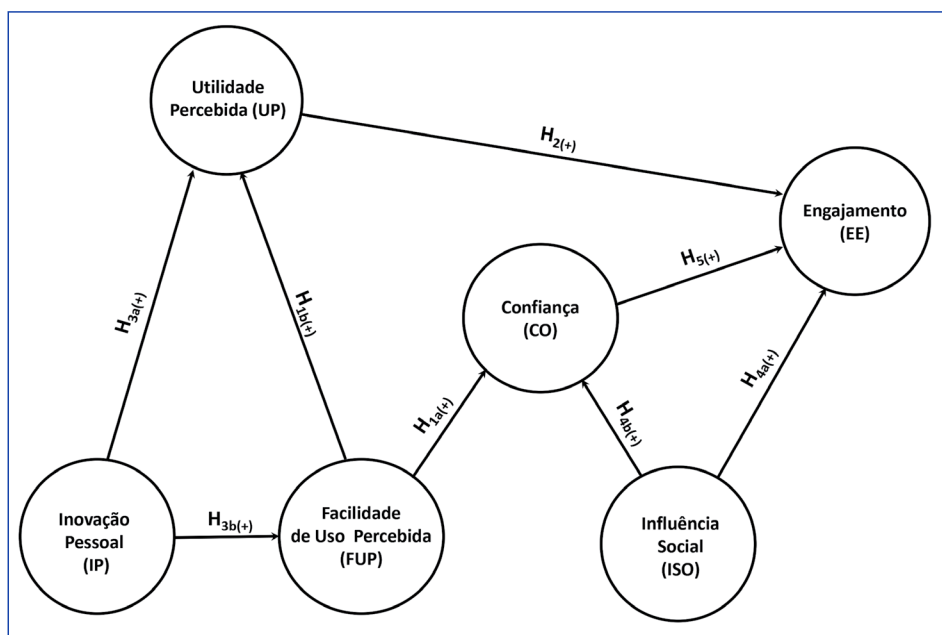 Utilidade
Percebida (UP)
H2(+)
Engajamento
(EE)
H5(+)
Confiança
(CO)
H3a(+)
H1b(+)
H4a(+)
H1a(+)
H4b(+)
Inovação
Pessoal
(IP)
H3b(+)
Facilidade
de Uso Percebida
(FUP)
Influência
Social
(ISO)